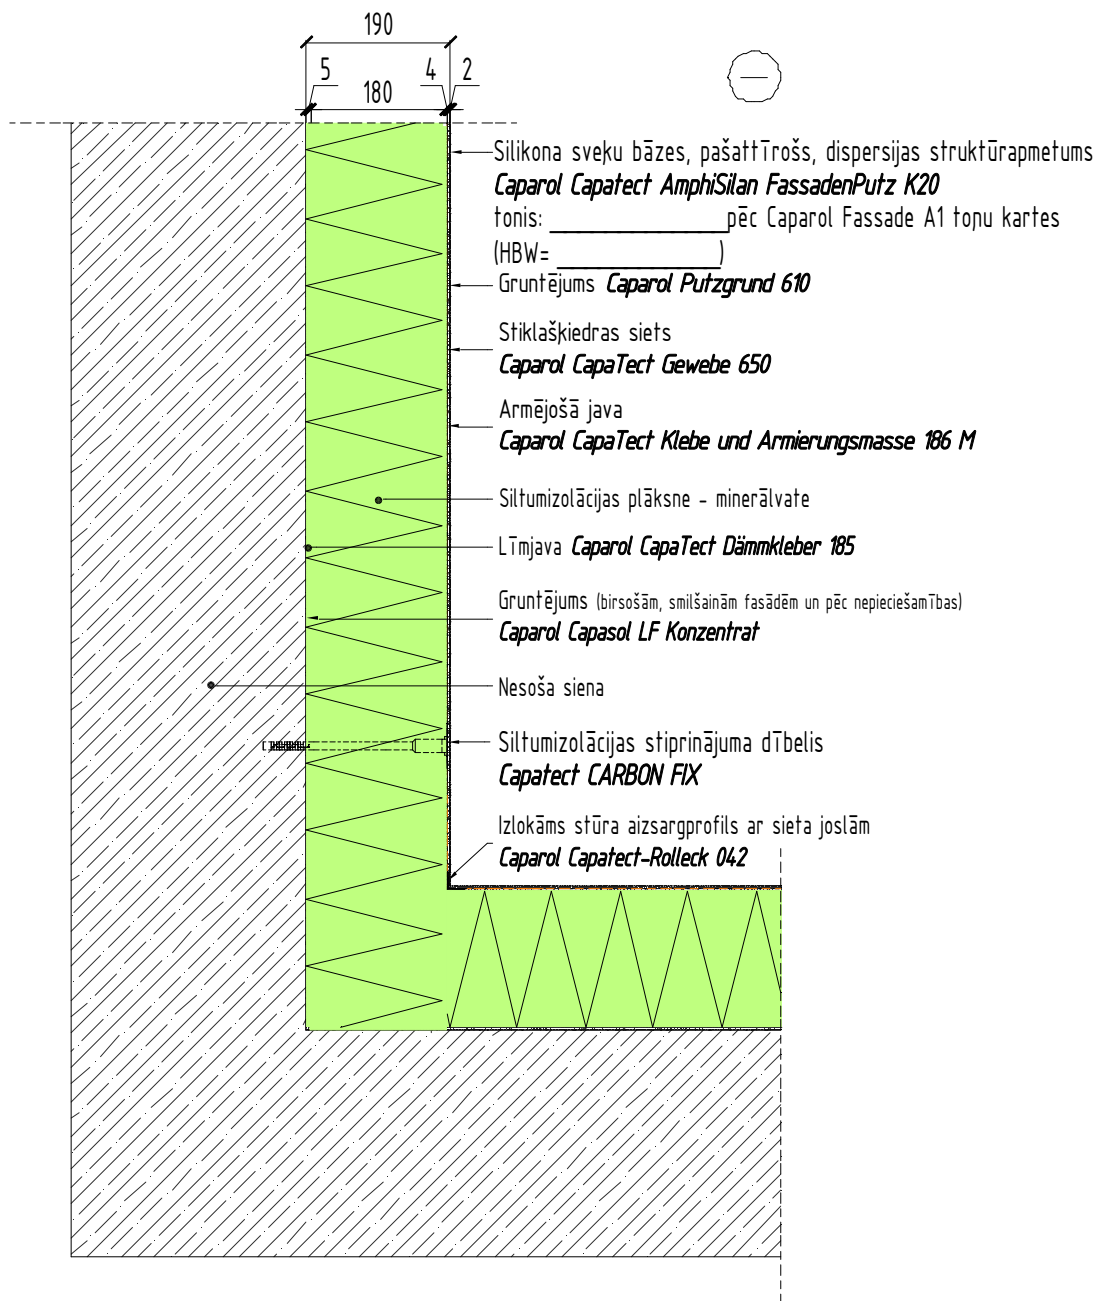 190
5 4 2
180
Silikona sveķu bāzes, pašattīrošs, dispersijas struktūrapmetums
Caparol Capatect AmphiSilan FassadenPutz K20
tonis: ________________pēc Caparol Fassade A1 toņu kartes
(HBW= ______________)
Gruntējums Caparol Putzgrund 610
Stiklašķiedras siets
Caparol CapaTect Gewebe 650
Armējošā java
Caparol CapaTect Klebe und Armierungsmasse 186 M
Siltumizolācijas plāksne - minerālvate
Līmjava Caparol CapaTect Dämmkleber 185
Gruntējums (birsošām, smilšainām fasādēm un pēc nepieciešamības)
Caparol Capasol LF Konzentrat
Nesoša siena
Siltumizolācijas stiprinājuma dībelis
Capatect CARBON FIX
Izlokāms stūra aizsargprofils ar sieta joslām
Caparol Capatect-Rolleck 042